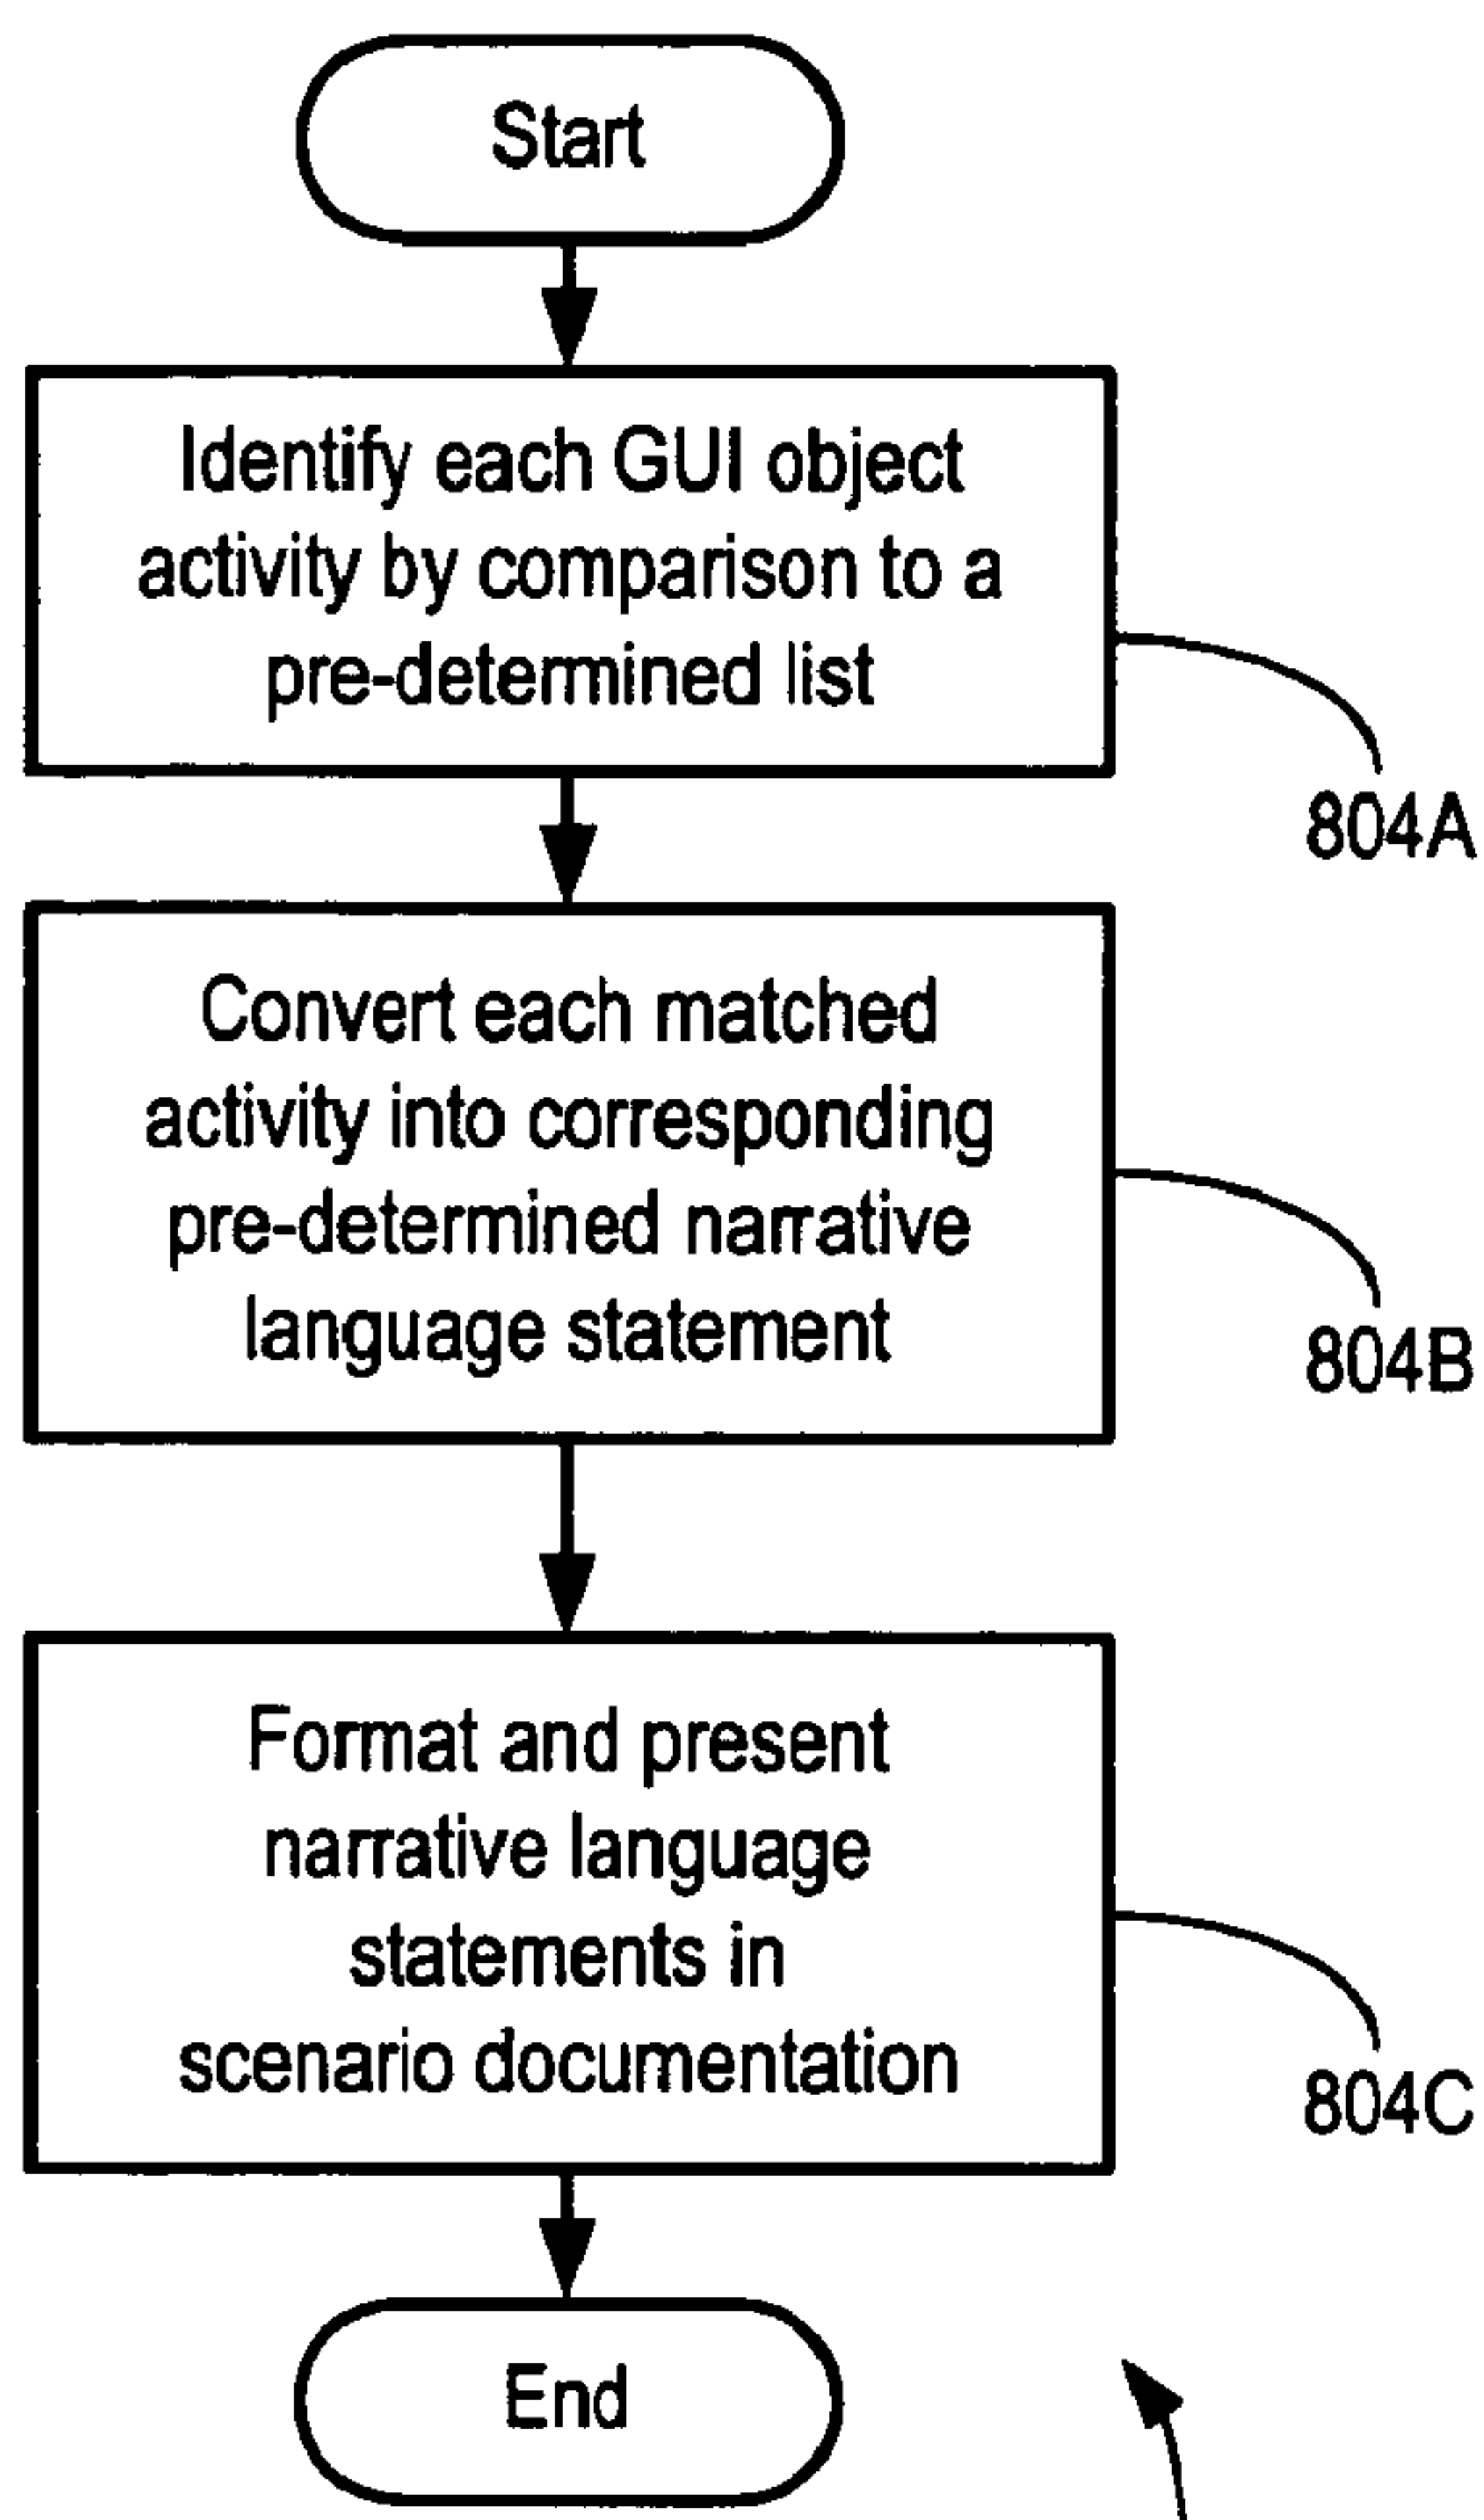 Start
Identify each GUI object
activity by comparison to a
pre-determined list
804A
Convert each matched
activity into corresponding
pre-determined narrative
language statement
804B
Format and present
narrative language
statements in
scenario documentation
804C
End